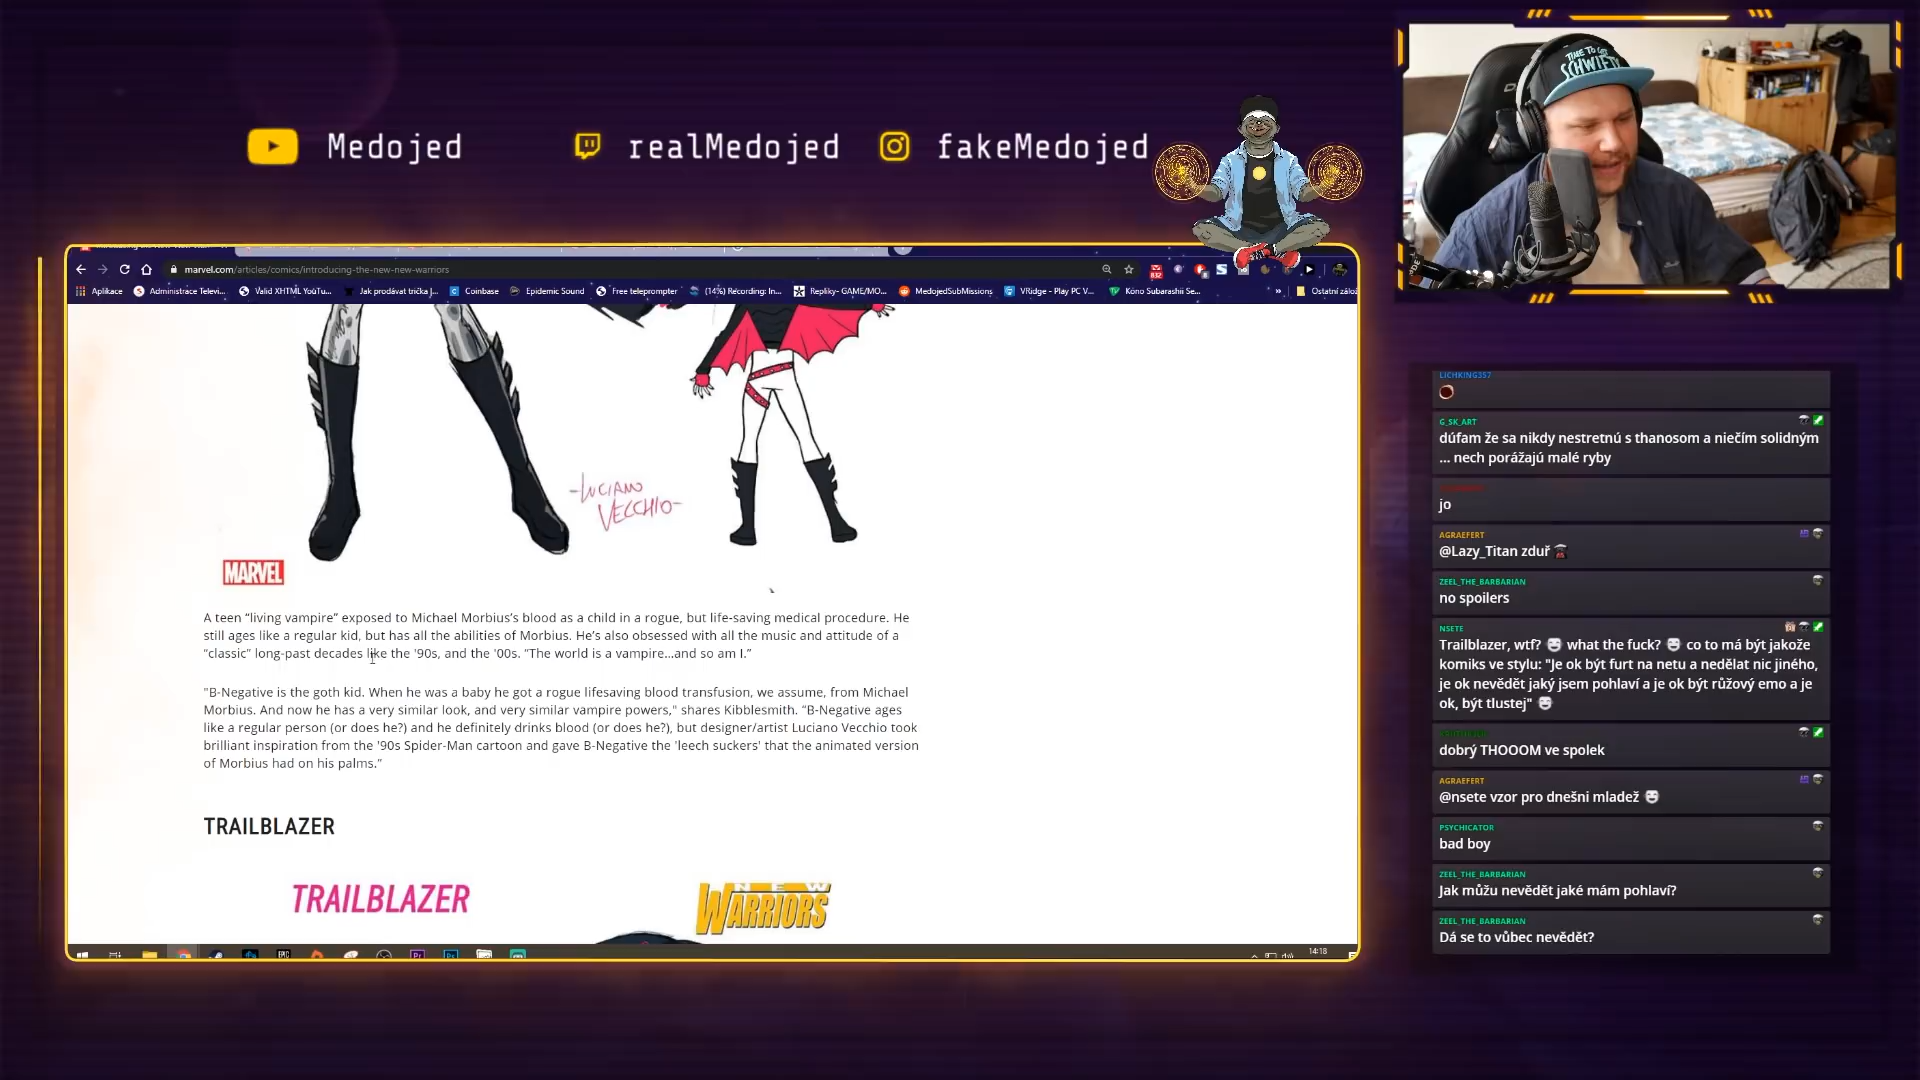 Medojed
realMedojed
fakeMedojed
TIME TO GET
SCHWIFTY
marvel.com/articles/comics/introducing-the-new-new-warriors
832
Aplikace
Administrace Televi...
Valid XHTML YouTu...
Jak prodávat trička j...
Coinbase
Epidemic Sound
Free teleprompter
(14%) Recording: In...
Repliky- GAME/MO...
MedojedSubMissions
VRidge - Play PC V...
Kono Subarashii Se...
»
Ostatní zálo
-LUCIANO
VECCHIO-
MARVEL
A teen “living vampire” exposed to Michael Morbius’s blood as a child in a rogue, but life-saving medical procedure. He
still ages like a regular kid, but has all the abilities of Morbius. He’s also obsessed with all the music and attitude of a
“classic” long-past decades like the '90s, and the '00s. “The world is a vampire…and so am I.”
"B-Negative is the goth kid. When he was a baby he got a rogue lifesaving blood transfusion, we assume, from Michael
Morbius. And now he has a very similar look, and very similar vampire powers," shares Kibblesmith. "B-Negative ages
like a regular person (or does he?) and he definitely drinks blood (or does he?), but designer/artist Luciano Vecchio took
brilliant inspiration from the '90s Spider-Man cartoon and gave B-Negative the 'leech suckers' that the animated version
of Morbius had on his palms."
TRAILBLAZER
TRAILBLAZER
NEW
WARRIORS
14:18
LICHKING357
G_SK_ART
dúfam že sa nikdy nestretnú s thanosom a niečím solidným
... nech porážajú malé ryby
jo
AGRAEFERT
@Lazy_Titan zduř
ZEEL_THE_BARBARIAN
no spoilers
NSETE
Trailblazer, wtf? what the fuck? co to má být jakože
komiks ve stylu: "Je ok být furt na netu a nedělat nic jiného,
je ok nevědět jaký jsem pohlaví a je ok být růžový emo a je
ok, být tlustej"
dobrý THOOOM ve spolek
AGRAEFERT
@nsete vzor pro dnešni mladež
PSYCHICATOR
bad boy
ZEEL_THE_BARBARIAN
Jak můžu nevědět jaké mám pohlaví?
ZEEL_THE_BARBARIAN
Dá se to vůbec nevědět?